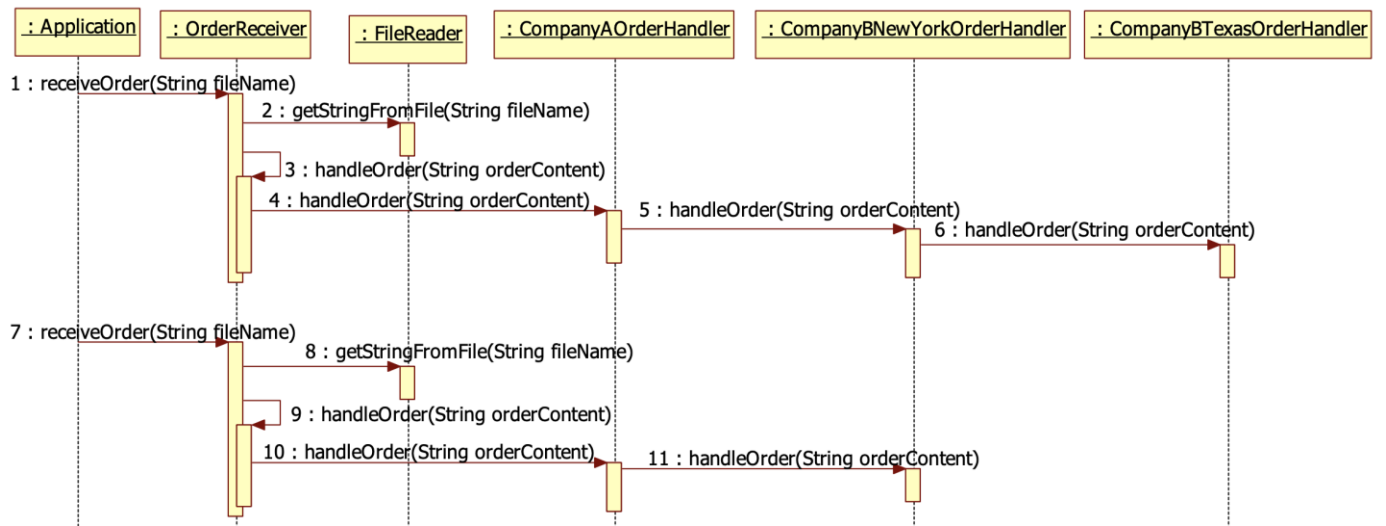 : Application
: OrderReceiver
: FileReader
: CompanyAOrderHandler
: CompanyBNewYorkOrderHandler
: CompanyBTexasOrderHandler
1 : receiveOrder(String fileName)
2 : getStringFromFile(String fileName)
3 : handleOrder(String orderContent)
4 : handleOrder(String orderContent)
5 : handleOrder(String orderContent)
6 : handleOrder(String orderContent)
7 : receiveOrder(String fileName)
8 : getStringFromFile(String fileName)
9 : handleOrder(String orderContent)
10 : handleOrder(String orderContent)
11 : handleOrder(String orderContent)